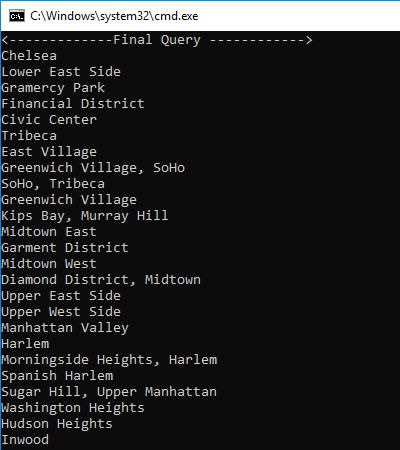 C:\Windows\system32\cmd.exe
<-------------Final Query ------------>
Chelsea
Lower East Side
Gramercy Park
Financial District
Civic Center
Tribeca
East Village
Greenwich Village, SoHo
SoHo, Tribeca
Greenwich Village
Kips Bay, Murray Hill
Midtown East
Garment District
Midtown West
Diamond District, Midtown
Upper East Side
Upper West Side
Manhattan Valley
Harlem
Morningside Heights, Harlem
Spanish Harlem
Sugar Hill, Upper Manhattan
Washington Heights
Hudson Heights
Inwood